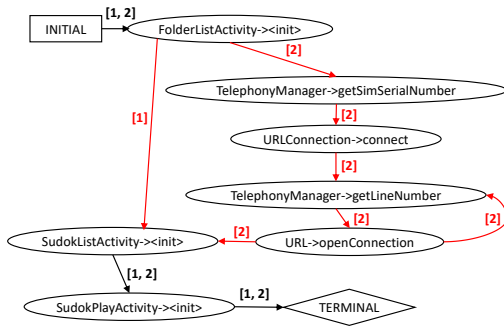 INITIAL
[1, 2]
FolderListActivity-><init>
[2]
TelephonyManager->getSimSerialNumber
[1]
[2]
URLConnection->connect
[2]
TelephonyManager->getLineNumber
[2]
[2]
SudokListActivity-><init>
[2]
URL->openConnection
[1, 2]
SudokPlayActivity-><init>
[1, 2]
TERMINAL